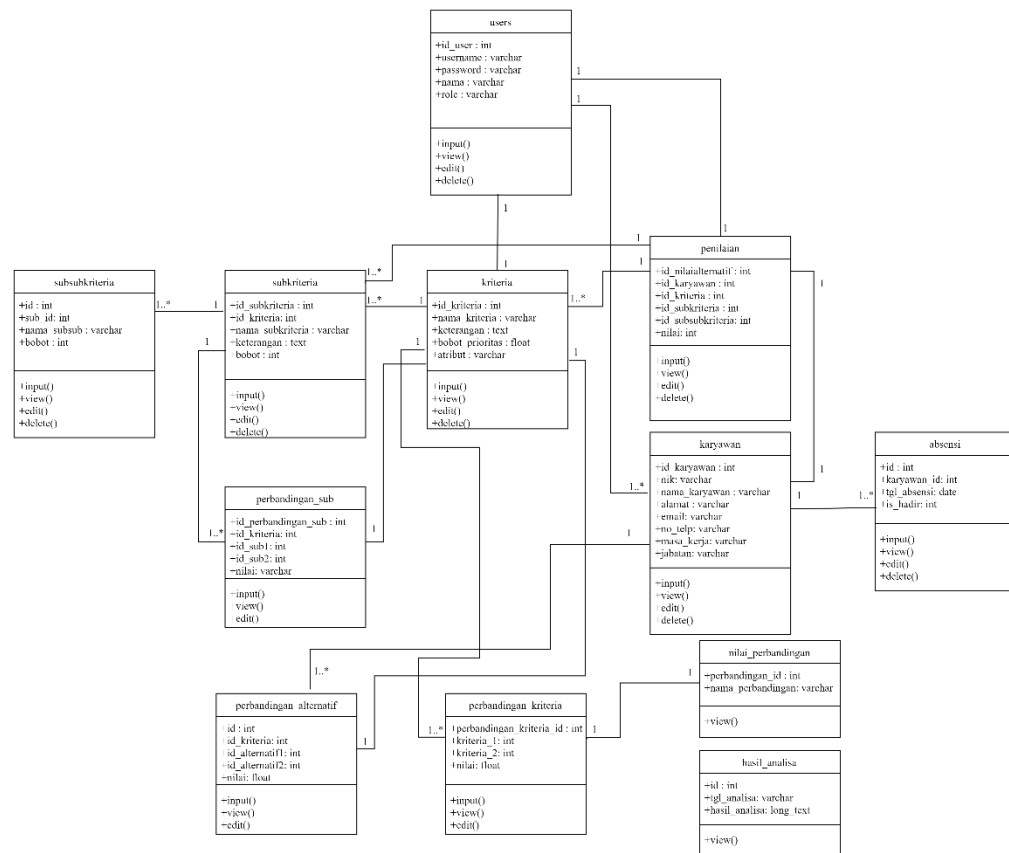 users
+id_user : int
+username : varchar
+password : varchar
+nama : varchar
+role : varchar
+input()
+view()
+edit()
+delete()
1
1
1
1
1
penilaian
+id_nilaialternatif : int
+id_karyawan : int
+id_kriteria : int
+id_subkriteria : int
+id_subsubkriteria: int
+nilai: int
+input()
+view()
+edit()
+delete()
1
1
1..*
1..*
1
subsubkriteria
+id : int
+sub_id: int
+nama_subsub : varchar
+bobot : int
+input()
+view()
+edit()
+delete()
1..*
1
subkriteria
+id_subkriteria : int
+id_kriteria: int
+nama_subkriteria : varchar
+keterangan : text
+bobot : int
+input()
+view()
+edit()
+delete()
1..*
1
1
kriteria
+id_kriteria : int
+nama_kriteria : varchar
+keterangan : text
+bobot_prioritas : float
+atribut : varchar
+input()
+view()
+edit()
+delete()
1
1
karyawan
+id_karyawan : int
+nik: varchar
+nama_karyawan : varchar
+alamat : varchar
+email: varchar
+no_telp: varchar
+masa_kerja: varchar
+jabatan: varchar
+input()
+view()
+edit()
+delete()
1..*
1
1
1
1..*
absensi
+id : int
+karyawan_id: int
+tgl_absensi: date
+is_hadir: int
+input()
+view()
+edit()
+delete()
perbandingan_sub
+id_perbandingan_sub : int
+id_kriteria: int
+id_sub1: int
+id_sub2: int
+nilai: varchar
+input()
+view()
+edit()
1..*
1
perbandingan_alternatif
+id : int
+id_kriteria: int
+id_alternatif1: int
+id_alternatif2: int
+nilai: float
+input()
+view()
+edit()
1..*
1
perbandingan_kriteria
+perbandingan_kriteria_id : int
+kriteria_1: int
+kriteria_2: int
+nilai: float
+input()
+view()
+edit()
1..*
1
1
nilai_perbandingan
+perbandingan_id : int
+nama_perbandingan: varchar
+view()
hasil_analisa
+id : int
+tgl_analisa: varchar
+hasil_analisa: long_text
+view()